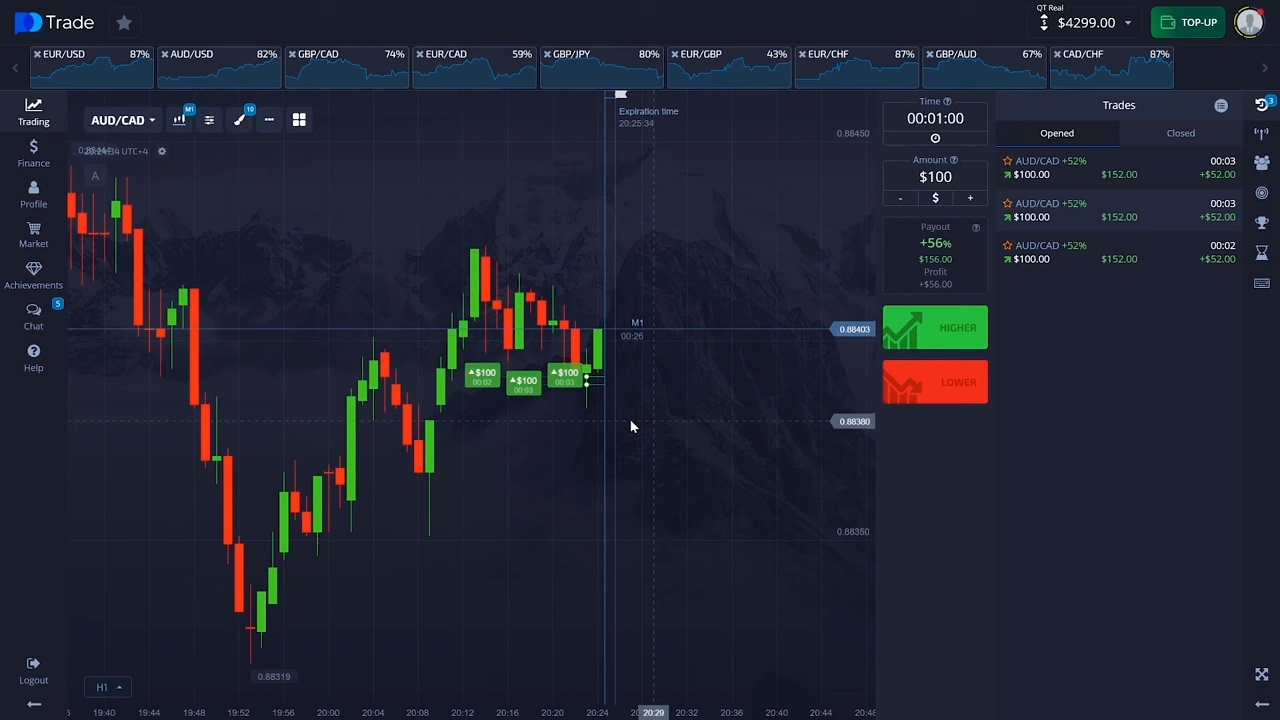 Trade
QT Real
$4299.00
TOP-UP
EUR/USD 87%
AUD/USD 82%
GBP/CAD 74%
EUR/CAD 59%
GBP/JPY 80%
EUR/GBP 43%
EUR/CHF 87%
GBP/AUD 67%
CAD/CHF 87%
Trading
Finance
Profile
Market
Achievements
5
Chat
Help
Logout
AUD/CAD
M1
10
UTC+4
A
Expiration time
20:25:34
0.88450
M1
00:26
0.88403
0.88380
0.88350
0.88319
$100
00:02
$100
00:03
$100
00:03
H1
19:40 19:44 19:48 19:52 19:56 20:00 20:04 20:08 20:12 20:16 20:20 20:24 20:29 20:32 20:36 20:40 20:44 20:48
Time
00:01:00
Amount
$100
- $ +
Payout
+56%
$156.00
Profit
+$56.00
HIGHER
LOWER
Trades
Opened Closed
AUD/CAD +52% 00:03
$100.00 $152.00 +$52.00
AUD/CAD +52% 00:03
$100.00 $152.00 +$52.00
AUD/CAD +52% 00:02
$100.00 $152.00 +$52.00
3